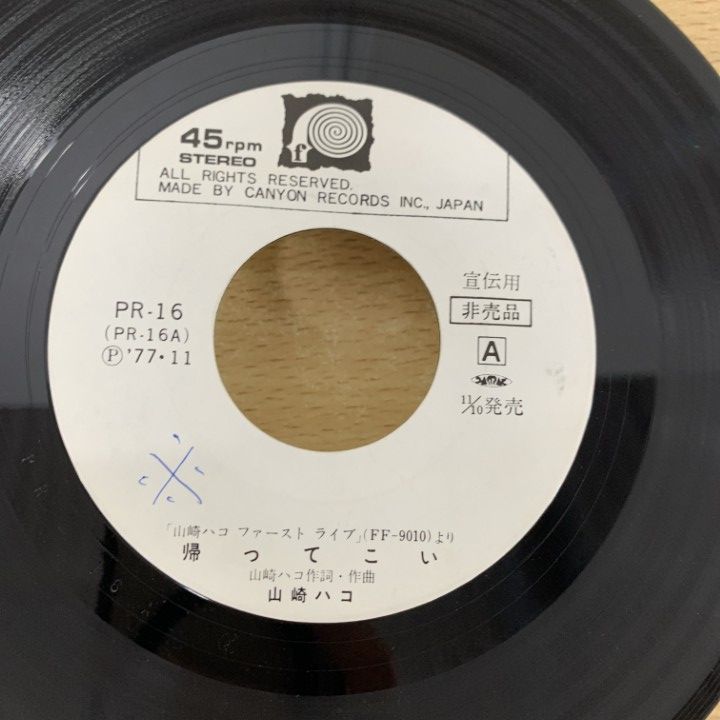 45rpm
STEREO
f
ALL RIGHTS RESERVED.
MADE BY CANYON RECORDS INC., JAPAN
PR-16
(PR-16A)
Ⓟ'77・11
宣伝用
非売品
A
11/10発売
「山崎ハコ ファースト ライブ」(FF-9010)より
帰ってこい
山崎ハコ作詞・作曲
山崎ハコ